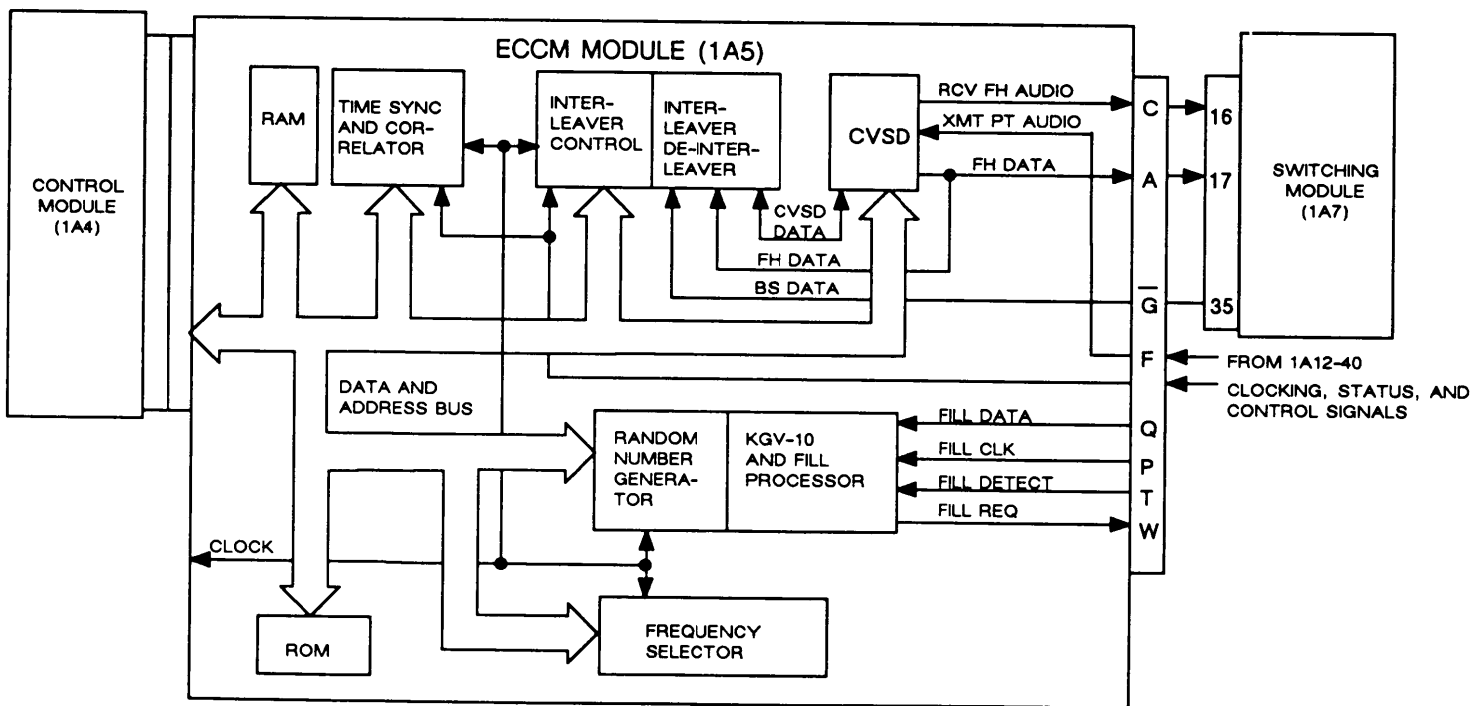 ECCM MODULE (1A5)
CONTROL
MODULE
(1A4)
RAM
TIME SYNC
AND COR-
RELATOR
INTER-
LEAVER
CONTROL
INTER-
LEAVER
DE-INTER-
LEAVER
CVSD
RCV FH AUDIO
XMT PT AUDIO
FH DATA
C
A
G̅
F
Q
P
T
W
16
17
35
SWITCHING
MODULE
(1A7)
CVSD
DATA
FH DATA
BS DATA
FROM 1A12-40
CLOCKING, STATUS, AND
CONTROL SIGNALS
DATA AND
ADDRESS BUS
RANDOM
NUMBER
GENERA-
TOR
KGV-10
AND FILL
PROCESSOR
FILL DATA
FILL CLK
FILL DETECT
FILL REQ
CLOCK
ROM
FREQUENCY
SELECTOR